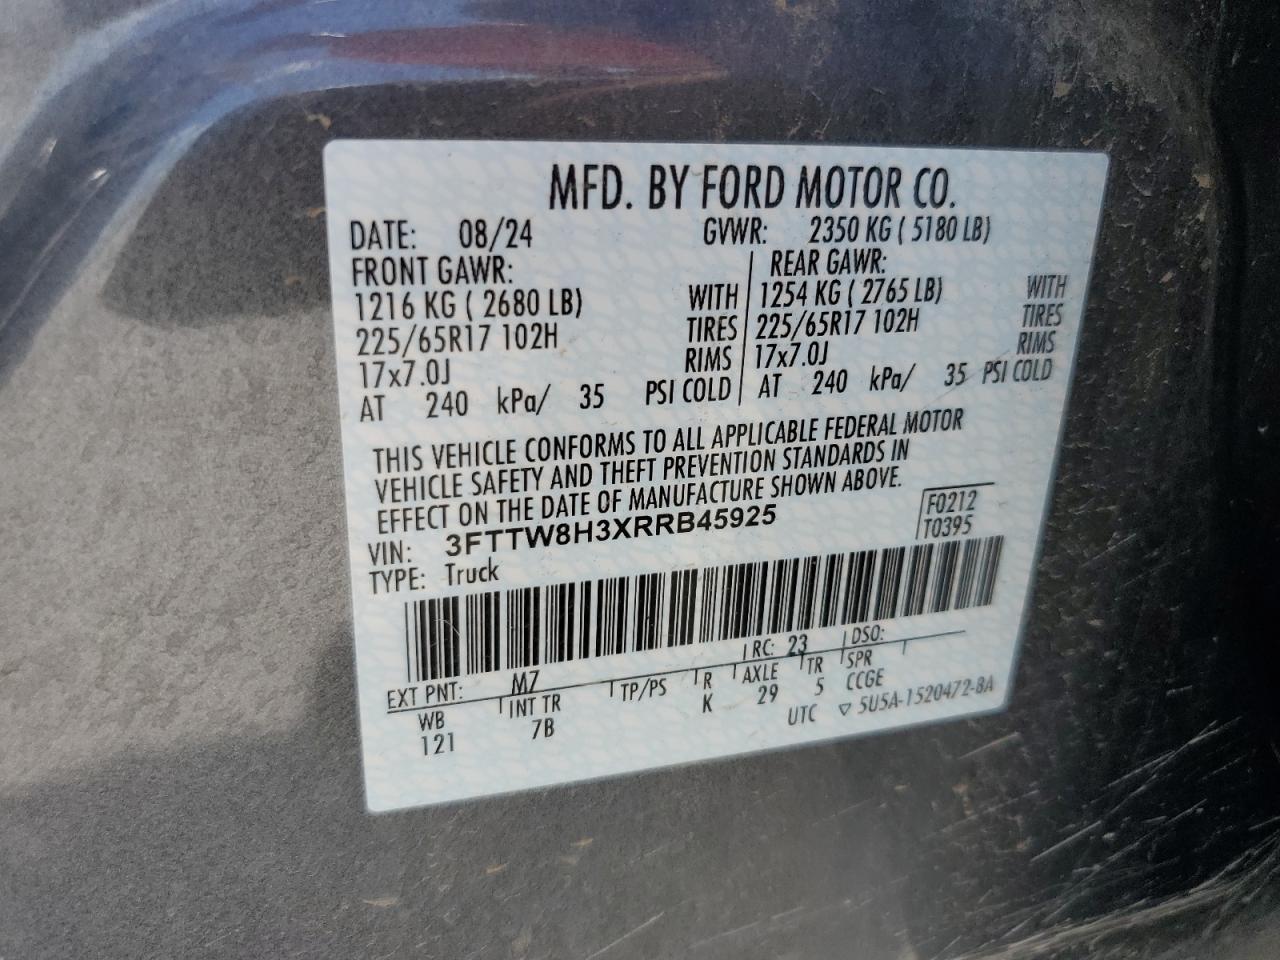 MFD. BY FORD MOTOR CO.
DATE: 08/24 GVWR: 2350 KG ( 5180 LB)
FRONT GAWR: REAR GAWR:
1216 KG ( 2680 LB) WITH 1254 KG ( 2765 LB) WITH
225/65R17 102H TIRES 225/65R17 102H TIRES
17x7.0J RIMS 17x7.0J RIMS
AT 240 kPa/ 35 PSI COLD AT 240 kPa/ 35 PSI COLD
THIS VEHICLE CONFORMS TO ALL APPLICABLE FEDERAL MOTOR
VEHICLE SAFETY AND THEFT PREVENTION STANDARDS IN
EFFECT ON THE DATE OF MANUFACTURE SHOWN ABOVE.
VIN: 3FTTW8H3XRRB45925 F0212
TYPE: Truck T0395
EXT PNT: M7 RC: 23 DSO:
WB INT TR TP/PS R AXLE TR SPR
121 7B K 29 5 CCGE
UTC ▽ 5U5A-1520472-BA